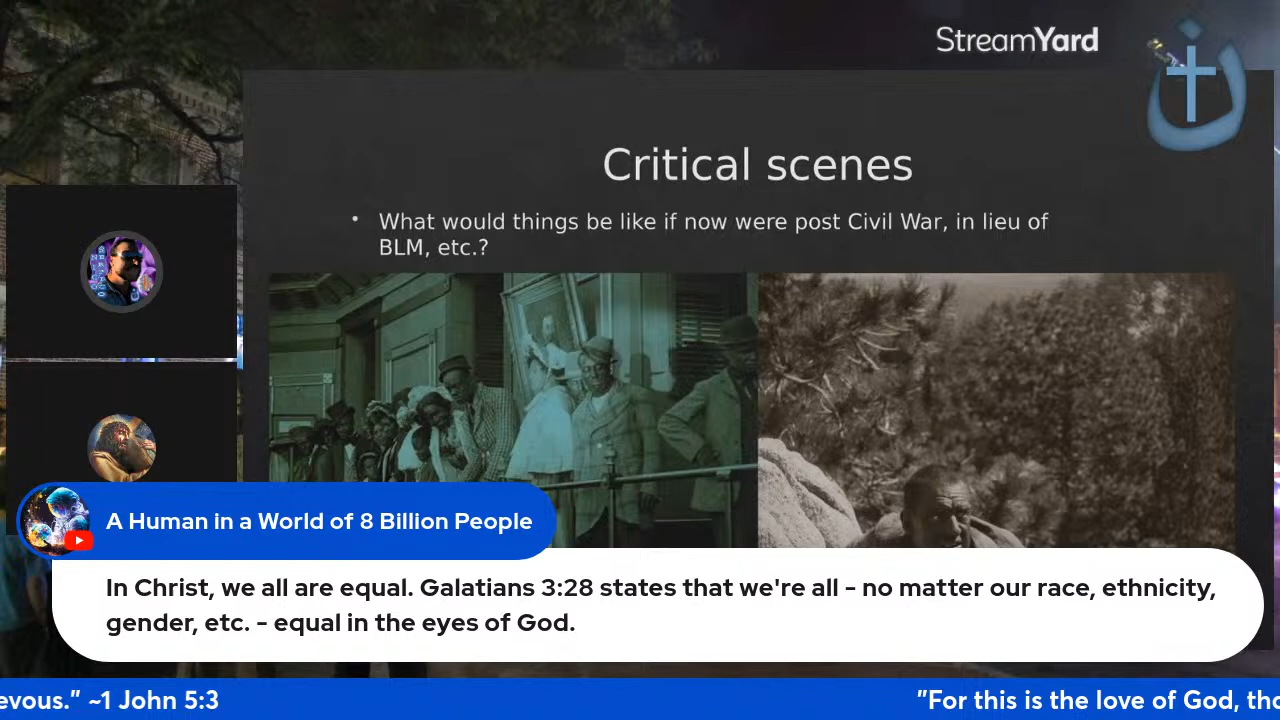 StreamYard
ن
Critical scenes
• What would things be like if now were post Civil War, in lieu of
BLM, etc.?
A Human in a World of 8 Billion People
In Christ, we all are equal. Galatians 3:28 states that we're all - no matter our race, ethnicity,
gender, etc. - equal in the eyes of God.
evous.” ~1 John 5:3 ”For this is the love of God, tha